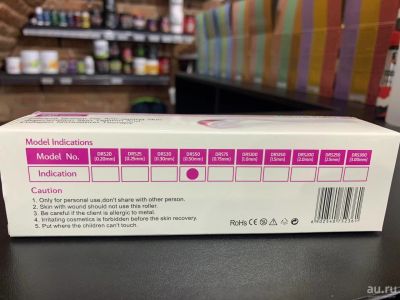 Model Indications
Model No. DRS20 DRS25 DRS30 DRS50 DRS75 DRS100 DRS150 DRS200 DRS250 DRS300
(0.20mm) (0.25mm) (0.30mm) (0.50mm) (0.75mm) (1.0mm) (1.5mm) (2.0mm) (2.5mm) (3.00mm)
Indication
Caution
1. Only for personal use,don't share with other person.
2. Skin with wound should not use this roller.
3. Be careful if the client is allergic to metal.
4. Irritating cosmetics is forbidden before the skin recovery.
5. Put where the children can't touch.
RoHS CE
au.ru